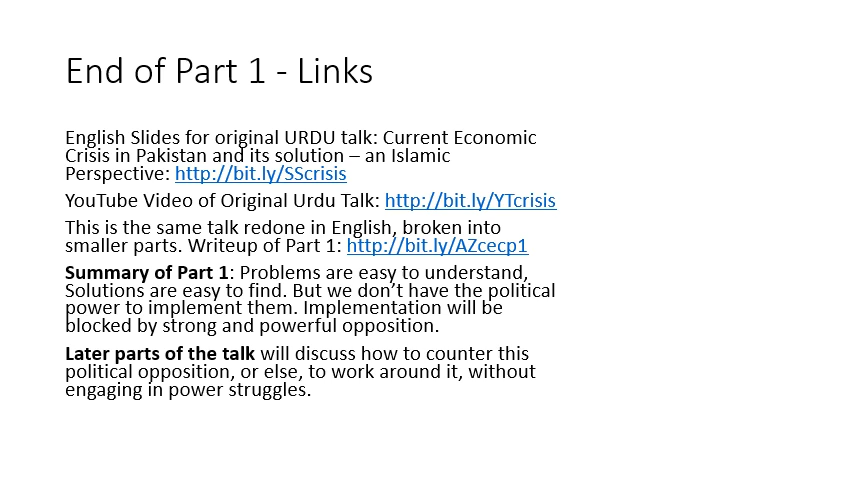 End of Part 1 - Links
English Slides for original URDU talk: Current Economic
Crisis in Pakistan and its solution – an Islamic
Perspective: http://bit.ly/SScrisis
YouTube Video of Original Urdu Talk: http://bit.ly/YTcrisis
This is the same talk redone in English, broken into
smaller parts. Writeup of Part 1: http://bit.ly/AZcecp1
Summary of Part 1: Problems are easy to understand,
Solutions are easy to find. But we don’t have the political
power to implement them. Implementation will be
blocked by strong and powerful opposition.
Later parts of the talk will discuss how to counter this
political opposition, or else, to work around it, without
engaging in power struggles.